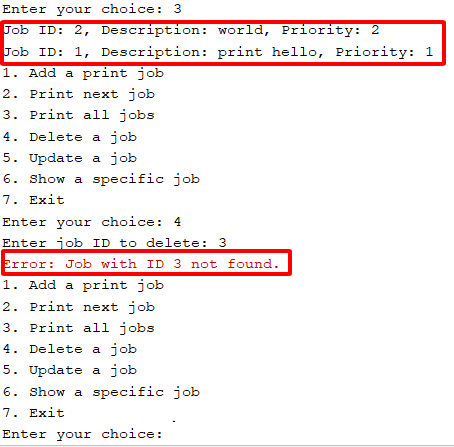 Enter your choice: 3
Job ID: 2, Description: world, Priority: 2
Job ID: 1, Description: print hello, Priority: 1
1. Add a print job
2. Print next job
3. Print all jobs
4. Delete a job
5. Update a job
6. Show a specific job
7. Exit
Enter your choice: 4
Enter job ID to delete: 3
Error: Job with ID 3 not found.
1. Add a print job
2. Print next job
3. Print all jobs
4. Delete a job
5. Update a job
6. Show a specific job
7. Exit
Enter your choice: